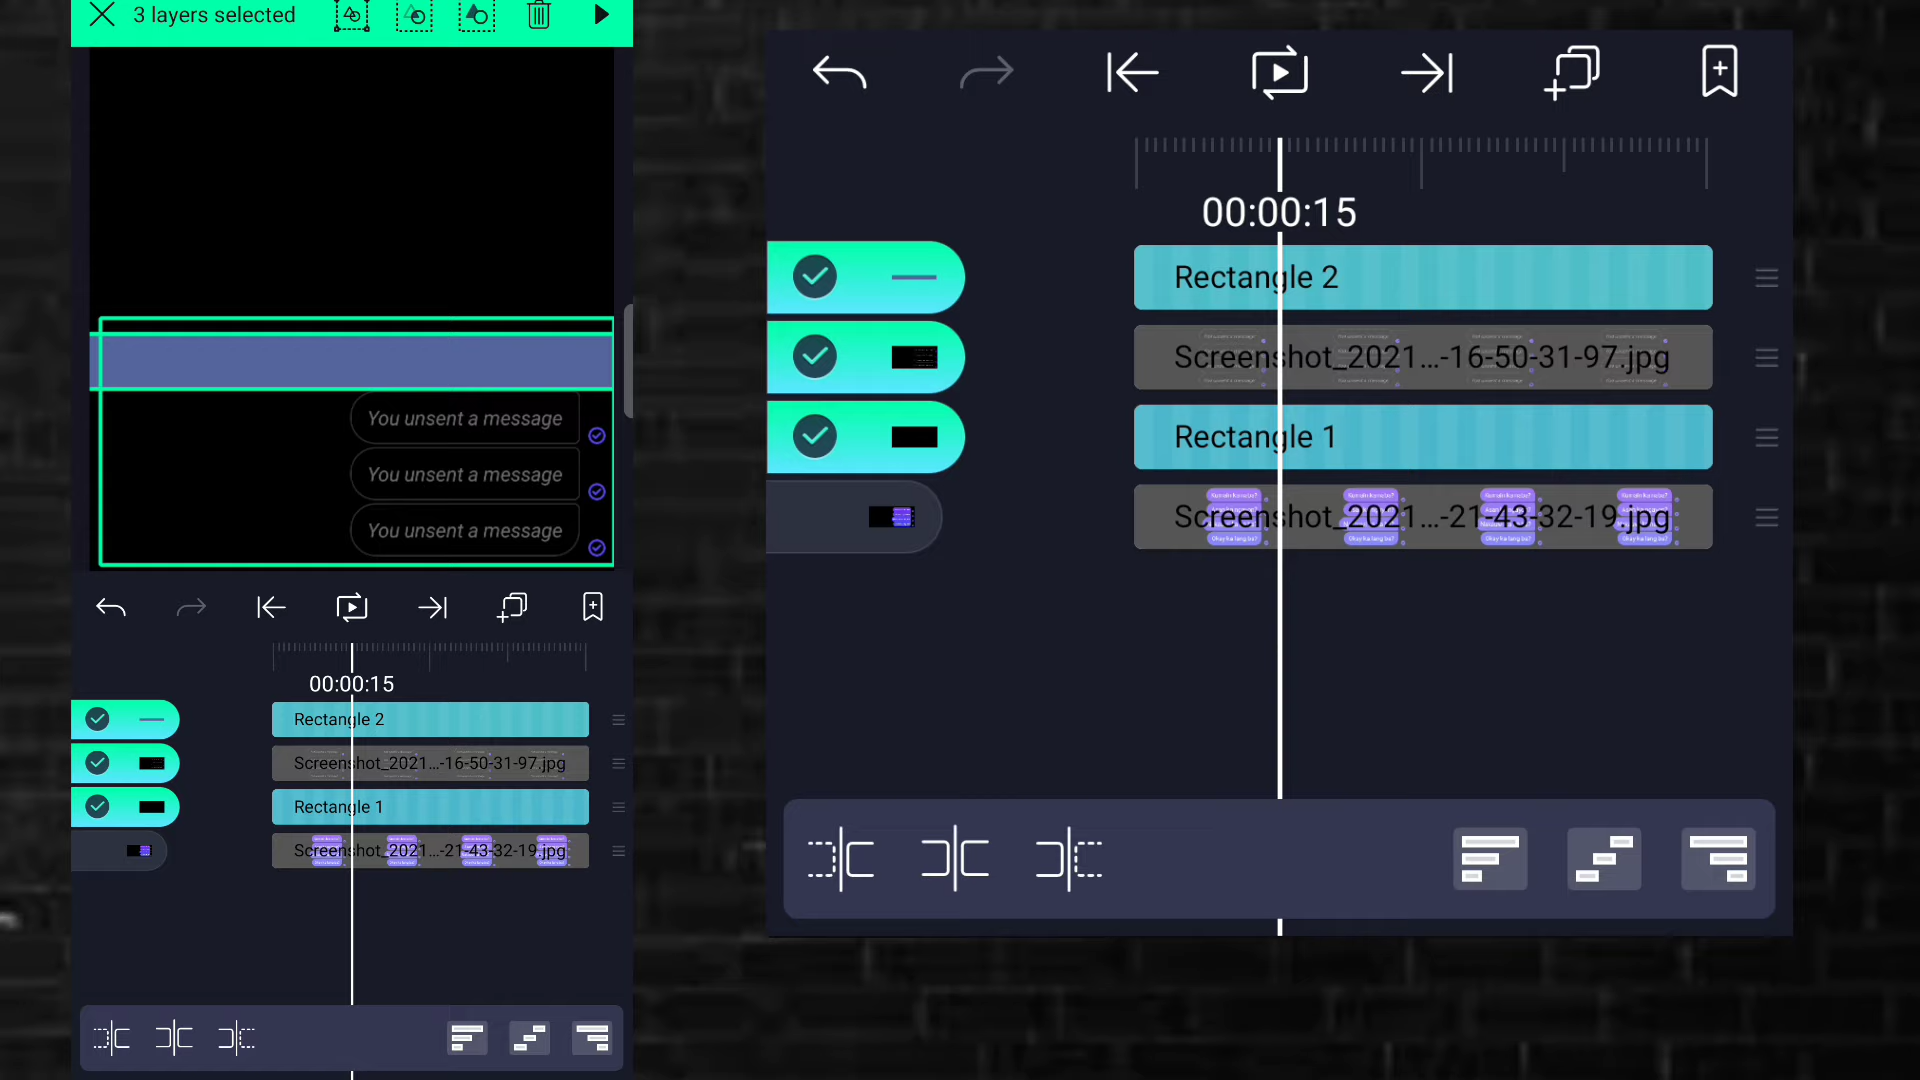 3 layers selected
You unsent a message
You unsent a message
You unsent a message
00:00:15
Rectangle 2
Screenshot_2021...-16-50-31-97.jpg
Rectangle 1
Screenshot_2021...-21-43-32-19.jpg
00:00:15
Rectangle 2
Screenshot_2021...-16-50-31-97.jpg
Rectangle 1
Screenshot_2021...-21-43-32-19.jpg